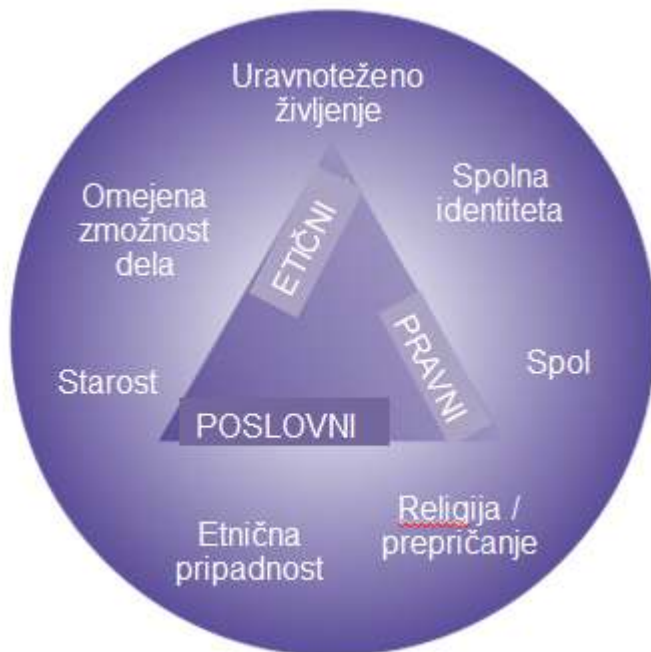 Uravnoteženo
življenje
Spolna
identiteta
Omejena
zmožnost
dela
ETIČNI
PRAVNI
Spol
Starost
POSLOVNI
Religija /
prepričanje
Etnična
pripadnost